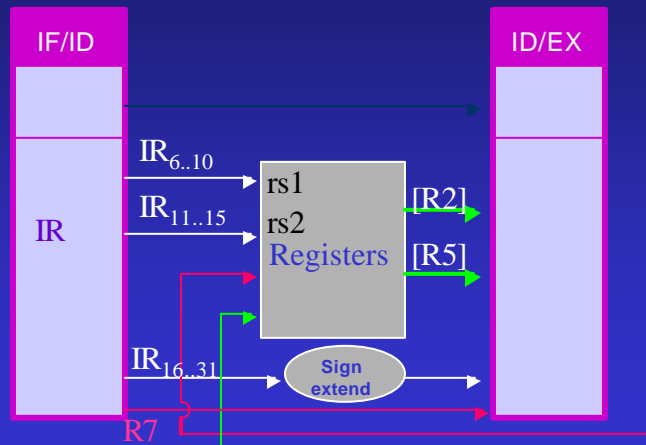 IF/ID
ID/EX
IR6..10
rs1
[R2]
IR11..15
rs2
IR
Registers
[R5]
IR16..31
Sign
extend
R7